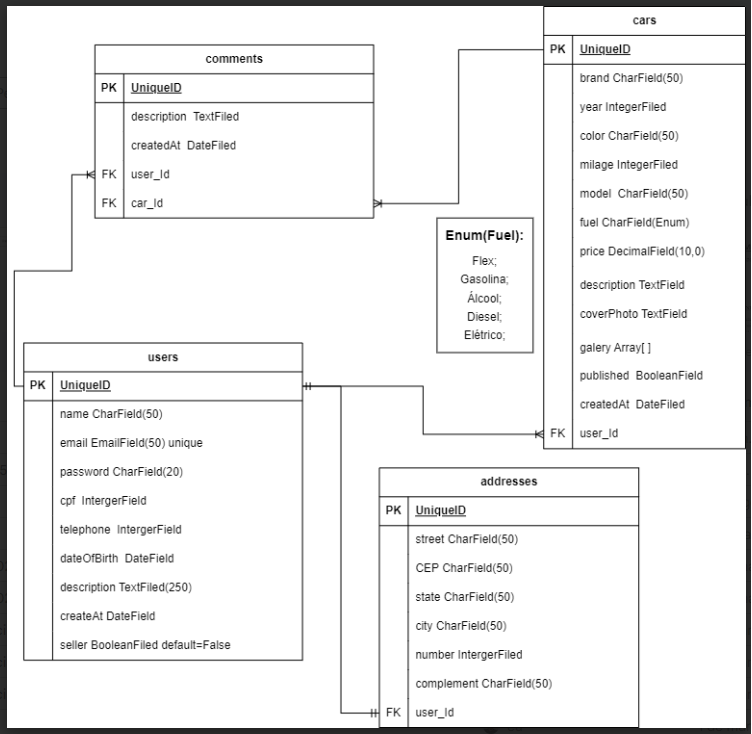 comments
PK UniqueID
description TextFiled
createdAt DateFiled
FK user_Id
FK car_Id
cars
PK UniqueID
brand CharField(50)
year IntegerFiled
color CharField(50)
milage IntegerFiled
model CharField(50)
fuel CharField(Enum)
price DecimalField(10,0)
description TextField
coverPhoto TextField
galery Array[ ]
published BooleanField
createdAt DateFiled
FK user_Id
Enum(Fuel):
Flex;
Gasolina;
Álcool;
Diesel;
Elétrico;
users
PK UniqueID
name CharField(50)
email EmailField(50) unique
password CharField(20)
cpf IntergerField
telephone IntergerField
dateOfBirth DateField
description TextFiled(250)
createAt DateField
seller BooleanFiled default=False
addresses
PK UniqueID
street CharField(50)
CEP CharField(50)
state CharField(50)
city CharField(50)
number IntergerFiled
complement CharField(50)
FK user_Id